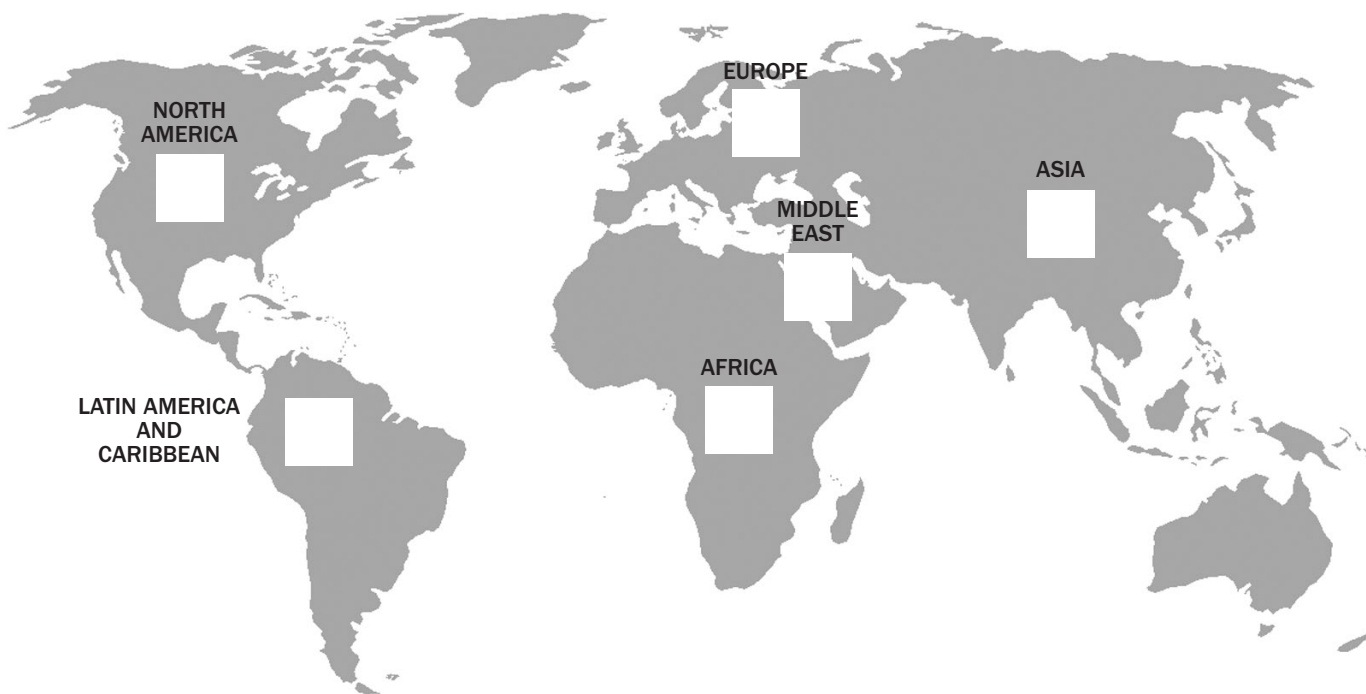 EUROPE
NORTH
AMERICA
ASIA
MIDDLE
EAST
AFRICA
LATIN AMERICA
AND
CARIBBEAN